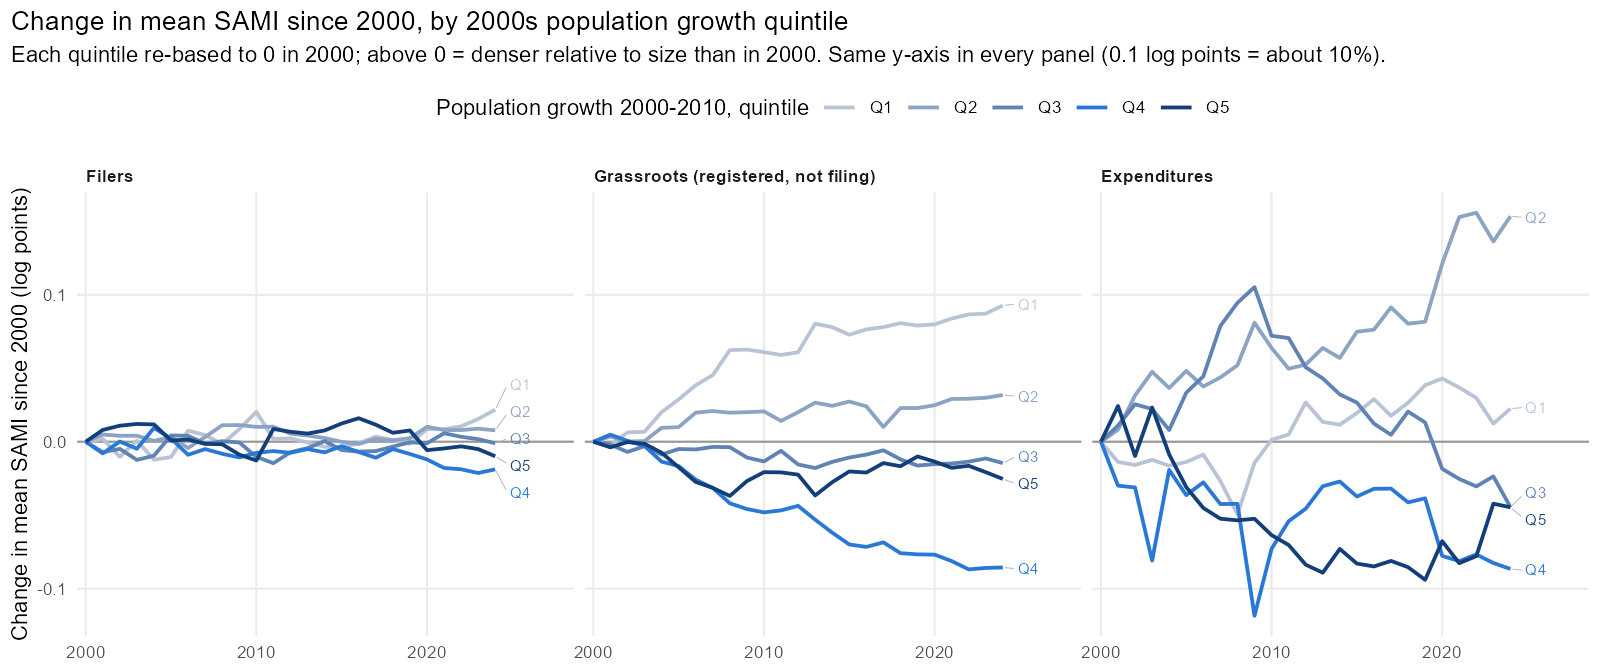 Change in mean SAMI since 2000, by 2000s population growth quintile
Each quintile re-based to 0 in 2000; above 0 = denser relative to size than in 2000. Same y-axis in every panel (0.1 log points = about 10%).
Population growth 2000-2010, quintile Q1 Q2 Q3 Q4 Q5
Change in mean SAMI since 2000 (log points)
0.1
0.0
-0.1
Filers
Q1
Q2
Q3
Q5
Q4
2000 2010 2020
Grassroots (registered, not filing)
Q1
Q2
Q3
Q5
Q4
2000 2010 2020
Expenditures
Q2
Q1
Q3
Q5
Q4
2000 2010 2020